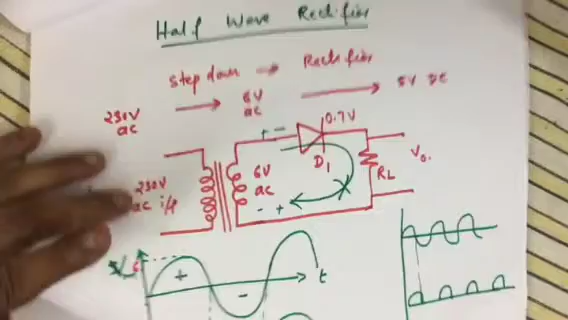 Half Wave Rectifier
Step down → Rectifier
230V ac → 6V ac → 5V DC
0.7V
+ -
D1
230V ac i/p
6V ac
RL
Vo.
- +
+
-
t